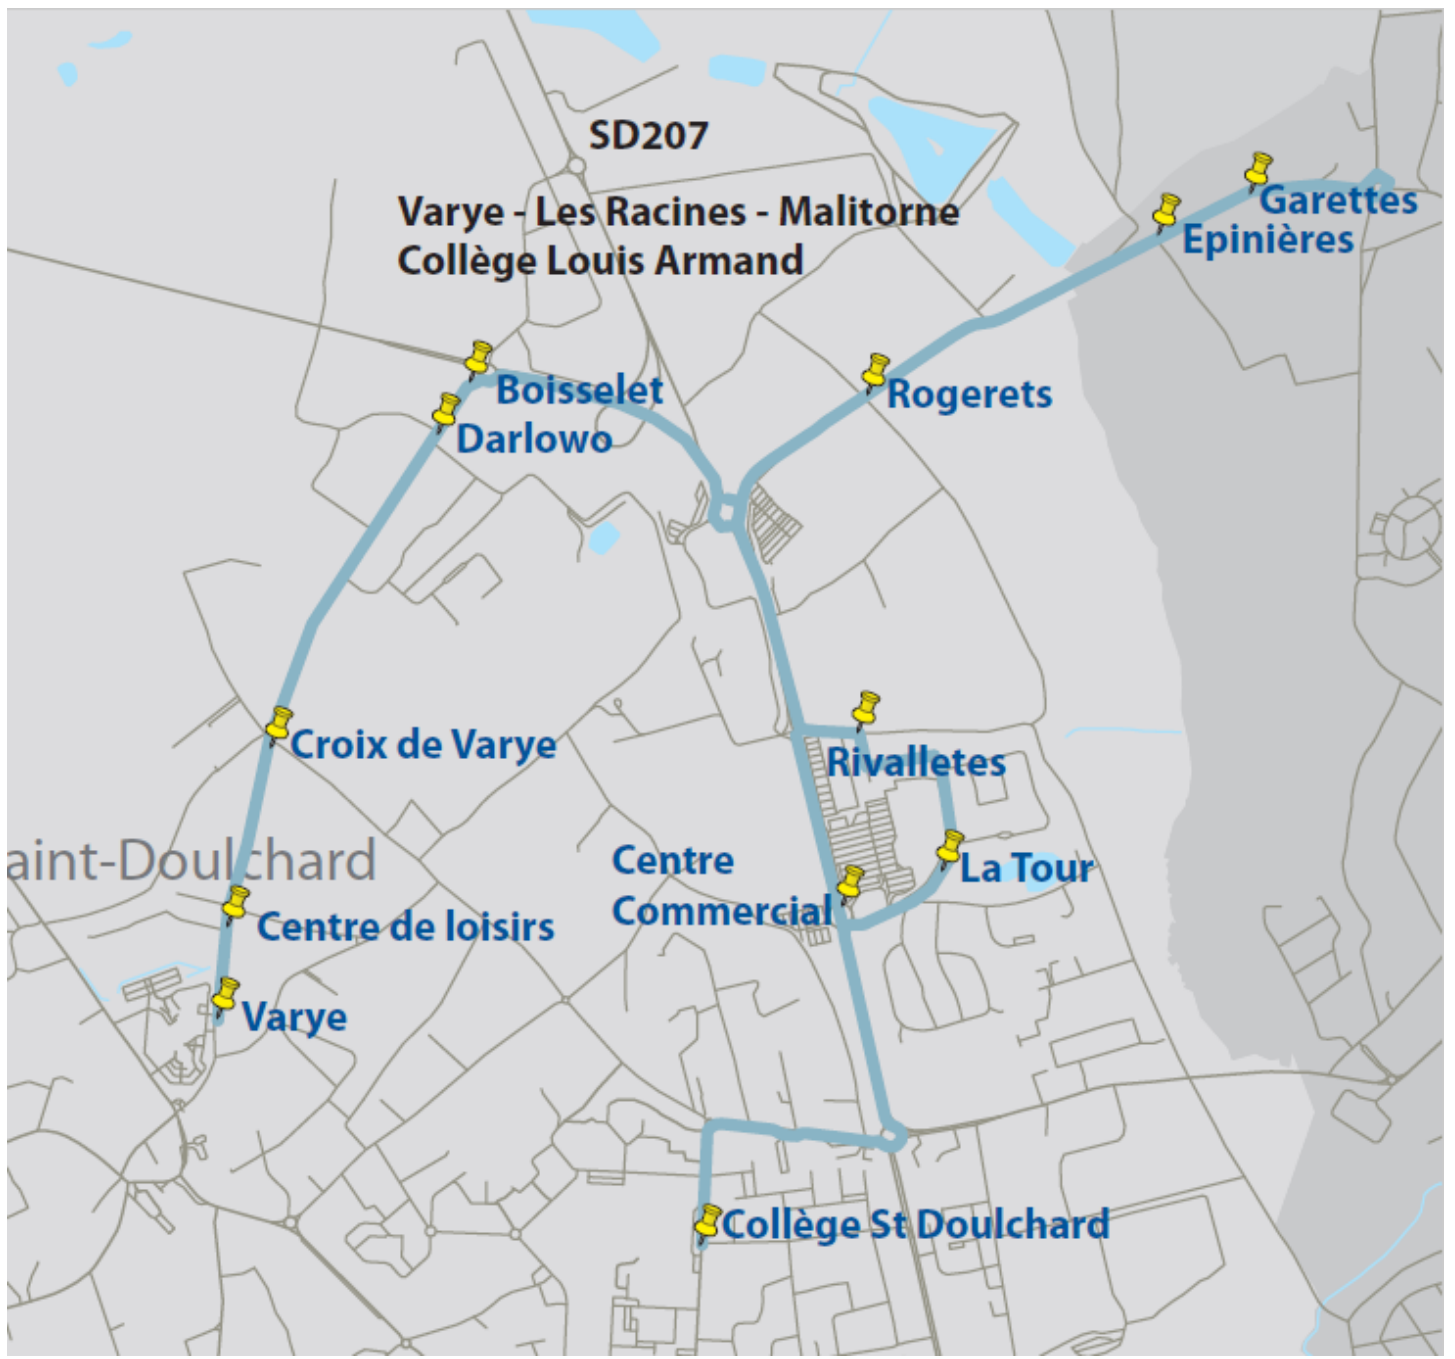 SD207
Varye - Les Racines - Malitorne
Collège Louis Armand
Garettes
Epinières
Boisselet
Rogerets
Darlowo
Croix de Varye
Rivalletes
aint-Doulchard
Centre
Commercial
La Tour
Centre de loisirs
Varye
Collège St Doulchard